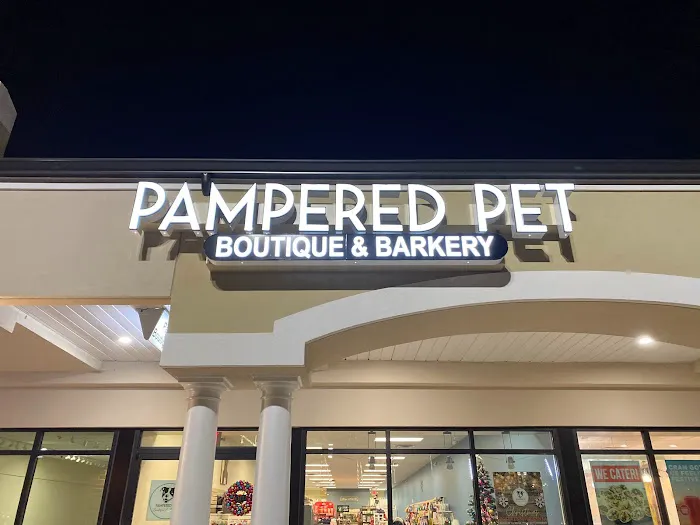 PAMPERED PET
BOUTIQUE & BARKERY
WE CATER!